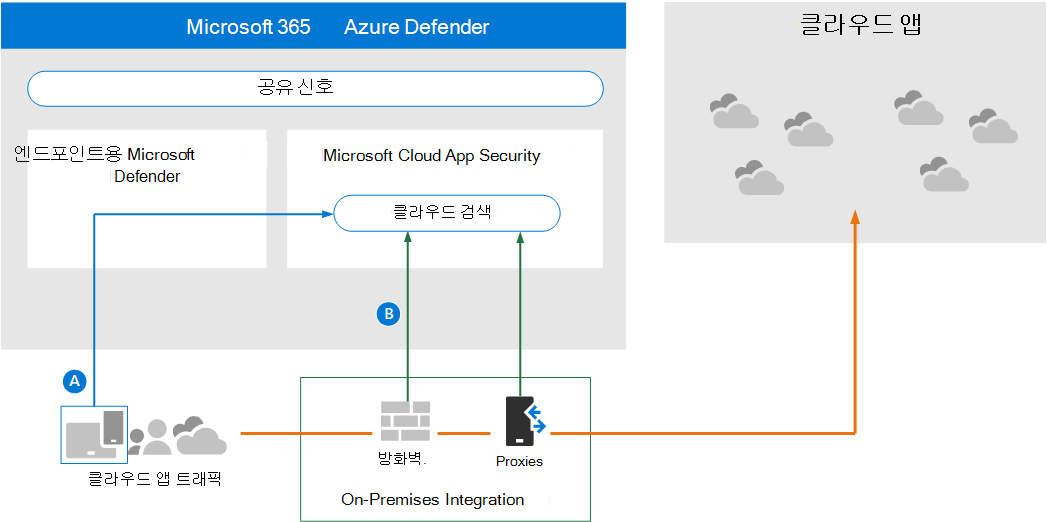 Microsoft 365 Azure Defender
클라우드 앱
공유 신호
엔드포인트용 Microsoft
Defender
Microsoft Cloud App Security
클라우드 검색
B
A
방화벽.
Proxies
클라우드 앱 트래픽
On-Premises Integration